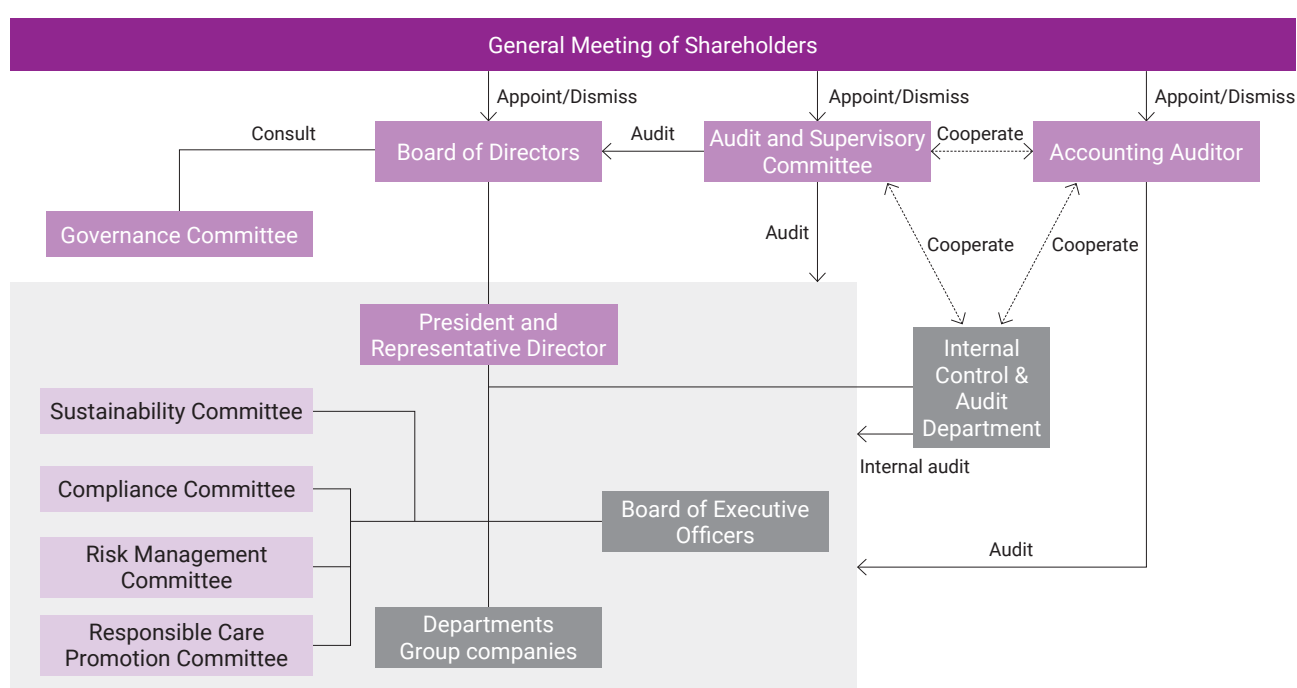 General Meeting of Shareholders
Appoint/Dismiss
Appoint/Dismiss
Appoint/Dismiss
Consult
Board of Directors
Audit
Audit and Supervisory
Committee
Cooperate
Accounting Auditor
Governance Committee
Audit
Cooperate
Cooperate
President and
Representative Director
Internal
Control &
Audit
Department
Sustainability Committee
Internal audit
Compliance Committee
Board of Executive
Officers
Risk Management
Committee
Audit
Responsible Care
Promotion Committee
Departments
Group companies